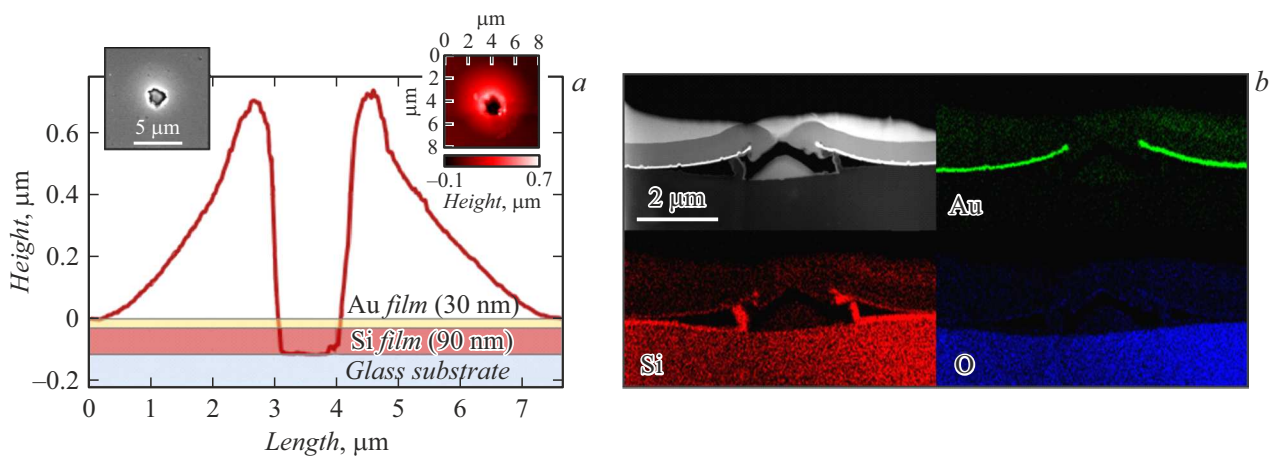 a
5 µm
µm
0 2 4 6 8
µm
0
2
4
6
8
–0.1 0.7
Height, µm
Height, µm
0.6
0.4
0.2
0
–0.2
Au film (30 nm)
Si film (90 nm)
Glass substrate
0 1 2 3 4 5 6 7
Length, µm
b
2 µm
Au
Si
O